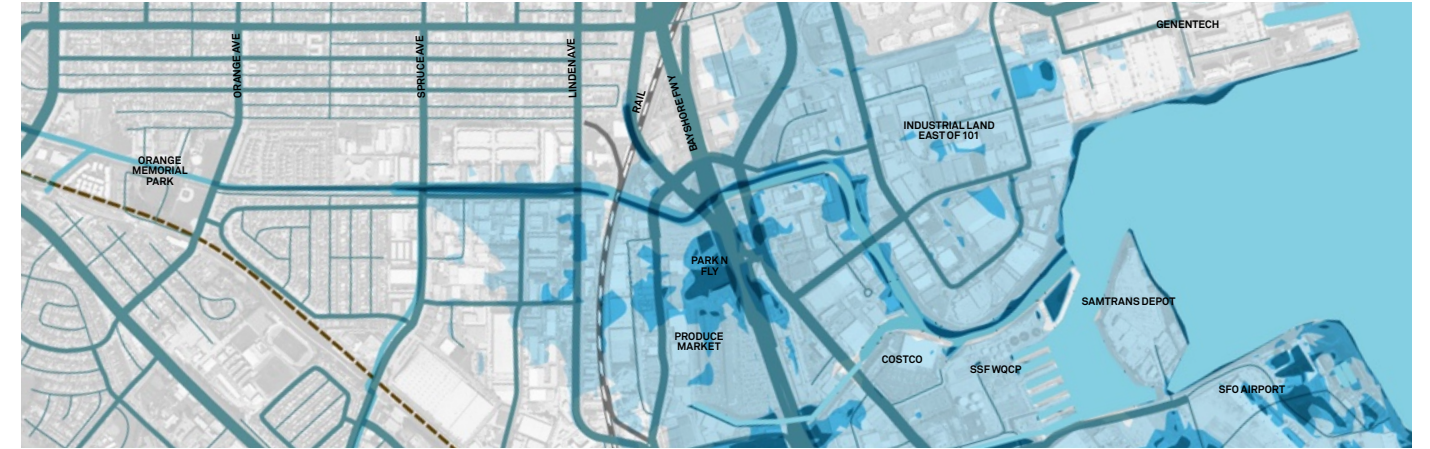 GENENTECH
ORANGE AVE
SPRUCE AVE
LINDEN AVE
RAIL
BAYSHORE FWY
INDUSTRIAL LAND
EAST OF 101
ORANGE
MEMORIAL
PARK
PARK N
FLY
SAMTRANS DEPOT
PRODUCE
MARKET
COSTCO
SSF WQCP
SFO AIRPORT